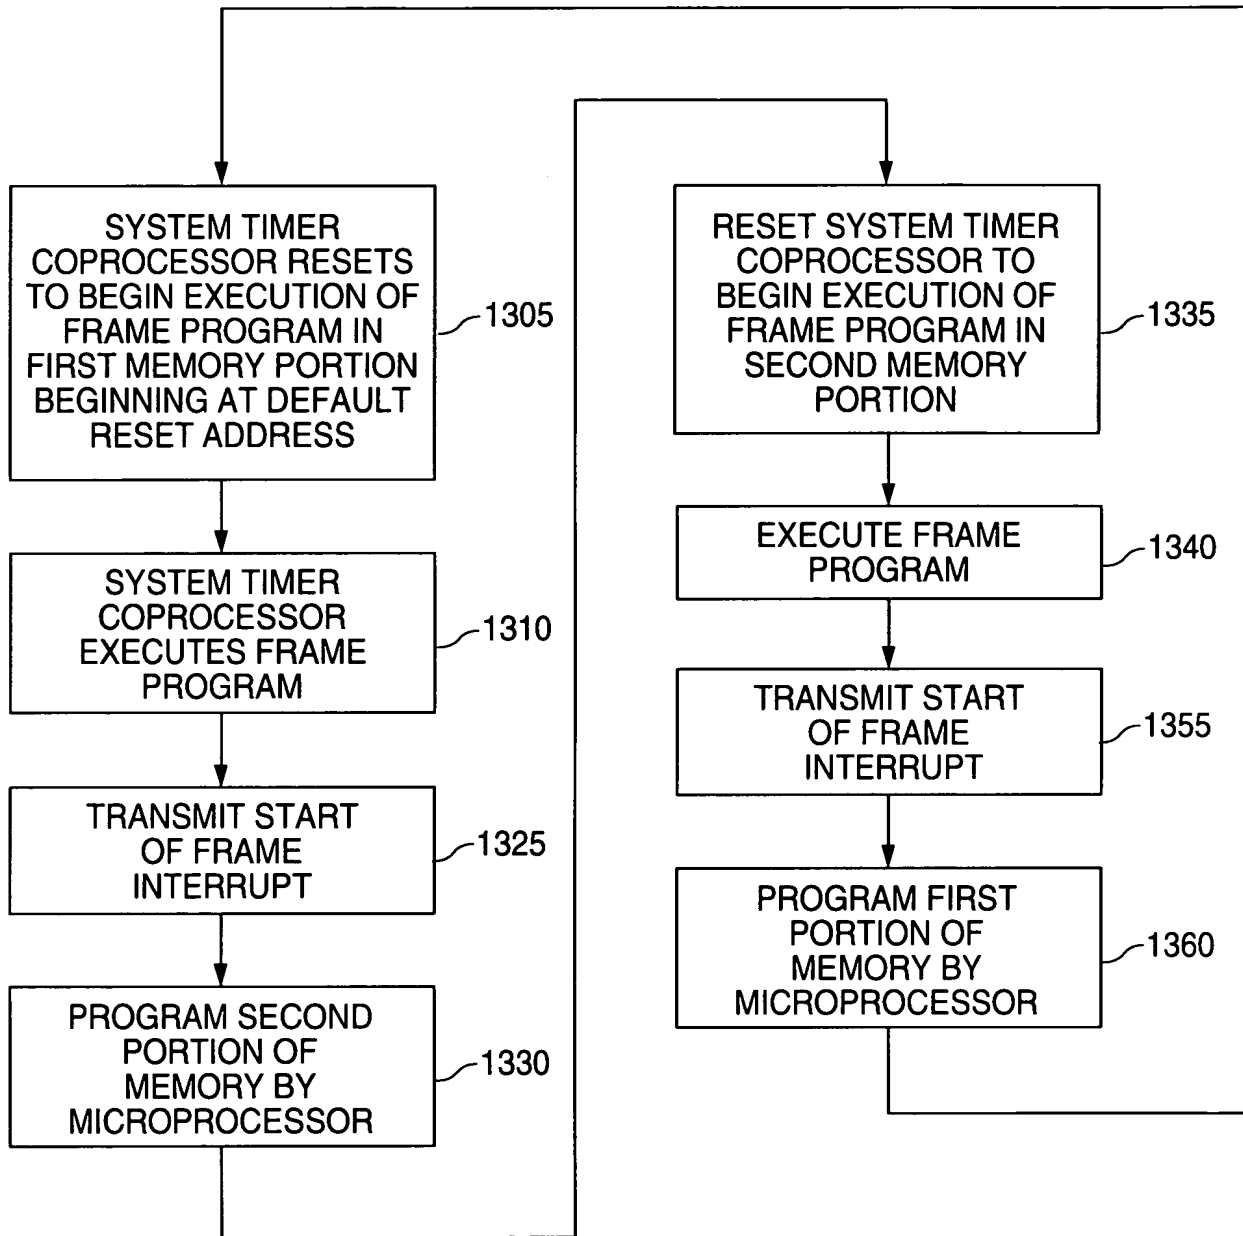 SYSTEM TIMER
COPROCESSOR RESETS
TO BEGIN EXECUTION OF
FRAME PROGRAM IN
FIRST MEMORY PORTION
BEGINNING AT DEFAULT
RESET ADDRESS
1305
SYSTEM TIMER
COPROCESSOR
EXECUTES FRAME
PROGRAM
1310
TRANSMIT START
OF FRAME
INTERRUPT
1325
PROGRAM SECOND
PORTION OF
MEMORY BY
MICROPROCESSOR
1330
RESET SYSTEM TIMER
COPROCESSOR TO
BEGIN EXECUTION OF
FRAME PROGRAM IN
SECOND MEMORY
PORTION
1335
EXECUTE FRAME
PROGRAM
1340
TRANSMIT START
OF FRAME
INTERRUPT
1355
PROGRAM FIRST
PORTION OF
MEMORY BY
MICROPROCESSOR
1360